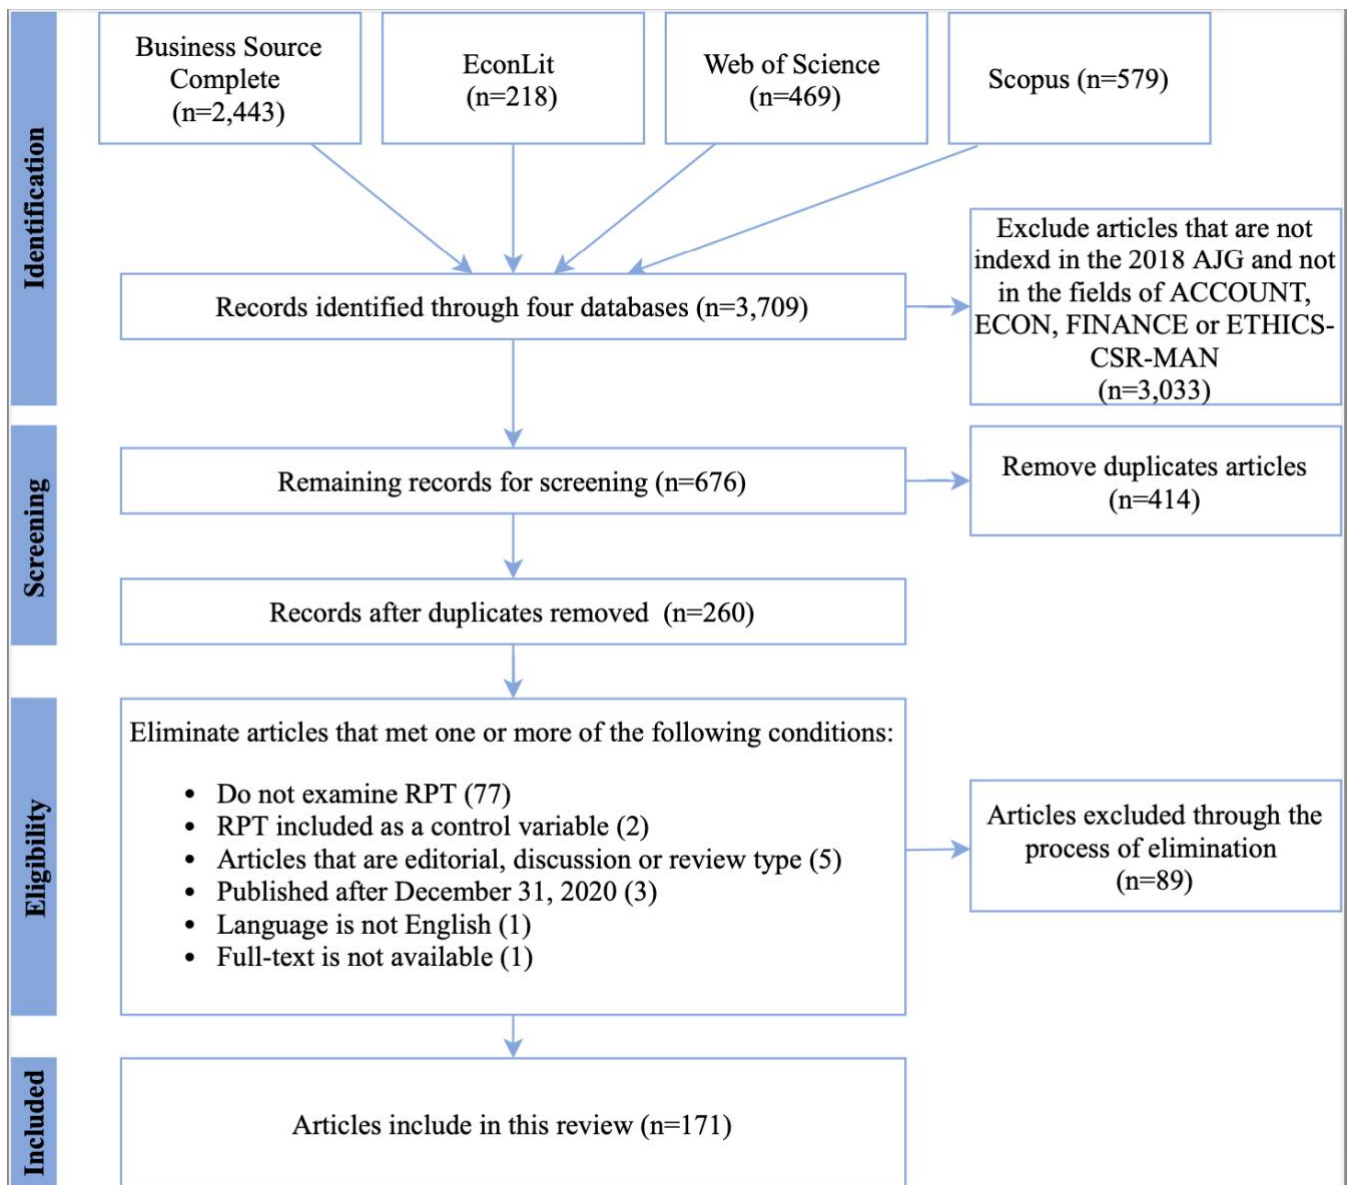 Identification
Business Source
Complete
(n=2,443)
EconLit
(n=218)
Web of Science
(n=469)
Scopus (n=579)
Records identified through four databases (n=3,709)
Exclude articles that are not
indexd in the 2018 AJG and not
in the fields of ACCOUNT,
ECON, FINANCE or ETHICS-
CSR-MAN
(n=3,033)
Screening
Remaining records for screening (n=676)
Remove duplicates articles
(n=414)
Records after duplicates removed (n=260)
Eligibility
Eliminate articles that met one or more of the following conditions:
• Do not examine RPT (77)
• RPT included as a control variable (2)
• Articles that are editorial, discussion or review type (5)
• Published after December 31, 2020 (3)
• Language is not English (1)
• Full-text is not available (1)
Articles excluded through the
process of elimination
(n=89)
Included
Articles include in this review (n=171)